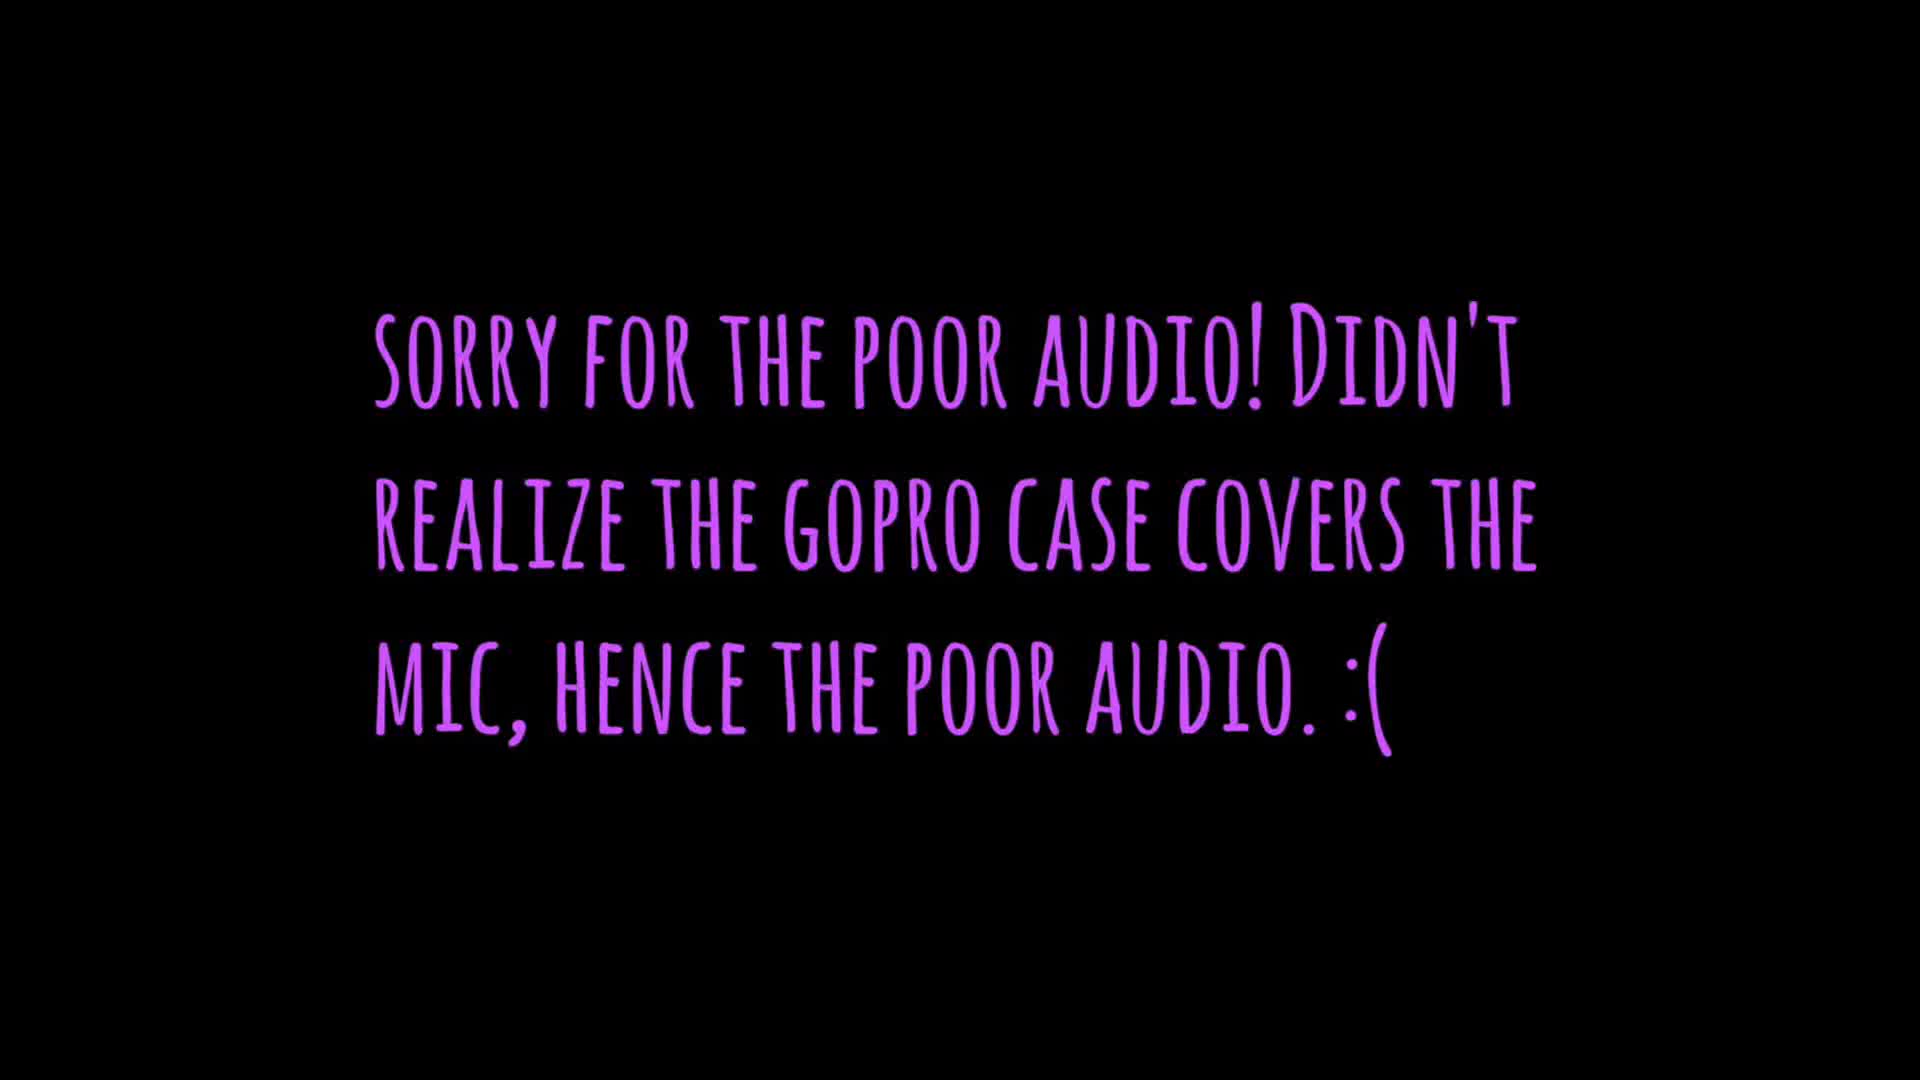 sorry for the poor audio! Didn't
realize the gopro case covers the
mic, hence the poor audio. :(